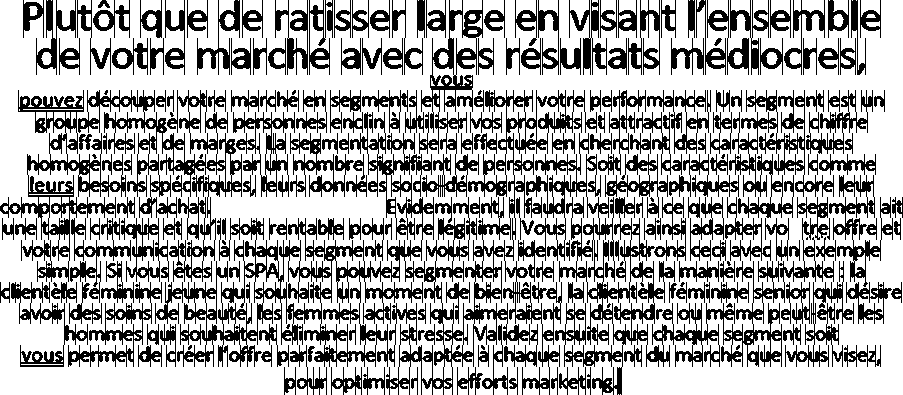 Plutôt que de ratisser large en visant l'ensemble
de votre marché avec des résultats médiocres,
vous
pouvez découper votre marché en segments et améliorer votre performance. Un segment est un
groupe homogène de personnes enclin à utiliser vos produits et attractif en termes de chiffre
d'affaires et de marges. La segmentation sera effectuée en cherchant des caractéristiques
homogènes partagées par un nombre signifiant de personnes. Soit des caractéristiques comme
leurs besoins spécifiques, leurs données socio-démographiques, géographiques ou encore leur
comportement d'achat. Evidemment, il faudra veiller à ce que chaque segment ait
une taille critique et qu'il soit rentable pour être légitime. Vous pourrez ainsi adapter vo tre offre et
votre communication à chaque segment que vous avez identifié. Illustrons ceci avec un exemple
simple. Si vous êtes un SPA, vous pouvez segmenter votre marché de la manière suivante : la
clientèle féminine jeune qui souhaite un moment de bien-être, la clientèle féminine senior qui désire
avoir des soins de beauté, les femmes actives qui aimeraient se détendre ou même peut-être les
hommes qui souhaitent éliminer leur stresse. Validez ensuite que chaque segment soit
vous permet de créer l'offre parfaitement adaptée à chaque segment du marché que vous visez,
pour optimiser vos efforts marketing.